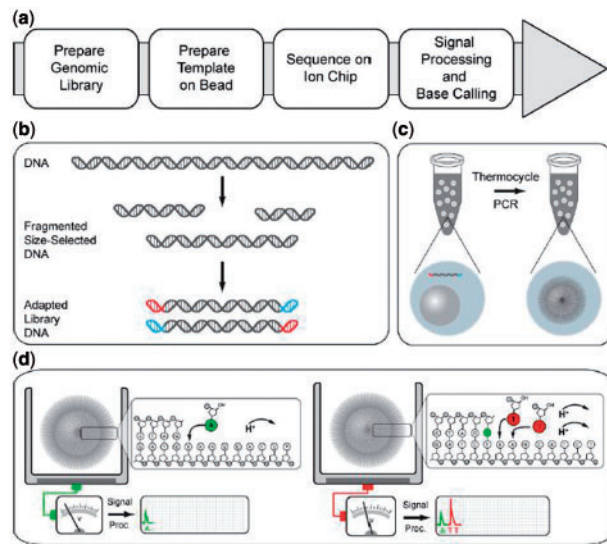 (a)
Prepare
Genomic
Library
Prepare
Template
on Bead
Sequence on
Ion Chip
Signal
Processing
and
Base Calling
(b)
DNA
Fragmented
Size-Selected
DNA
Adapted
Library
DNA
(c)
Thermocycle
PCR
(d)
H+
Signal
Proc.
H+
H+
Signal
Proc.